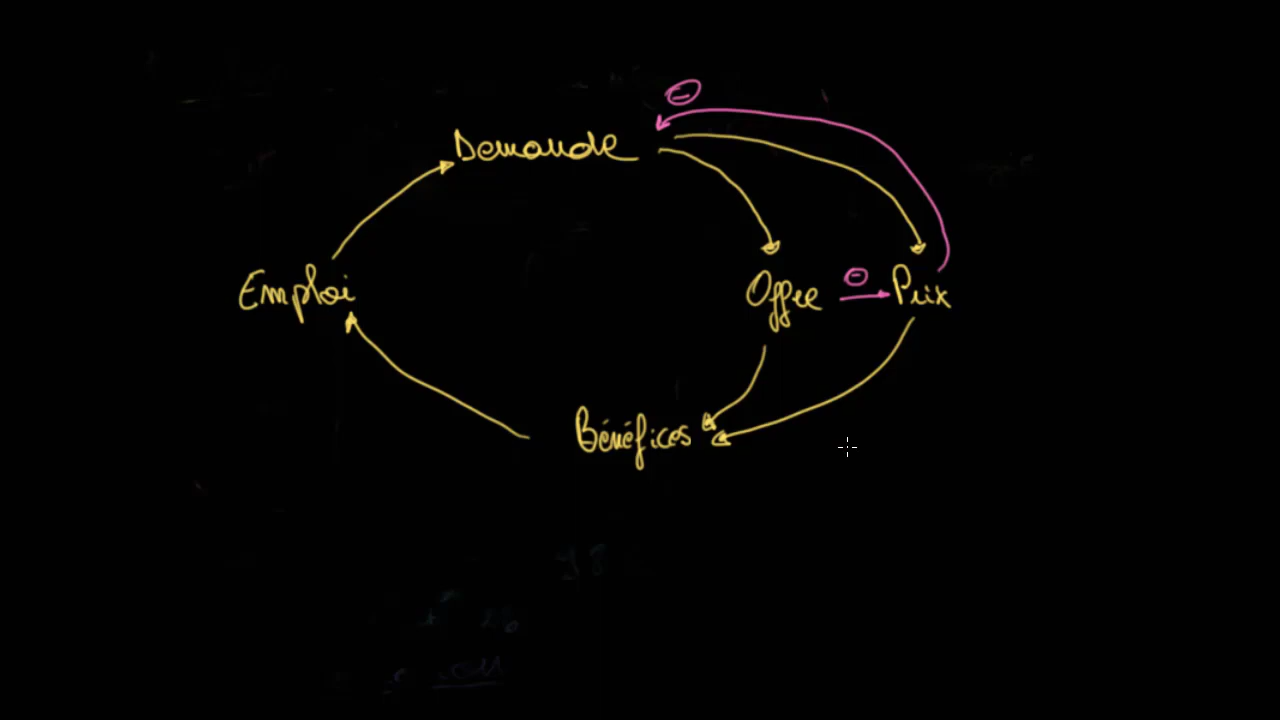 ⊖
Demande
Emploi
Offre ⊖ Prix
Bénéfices